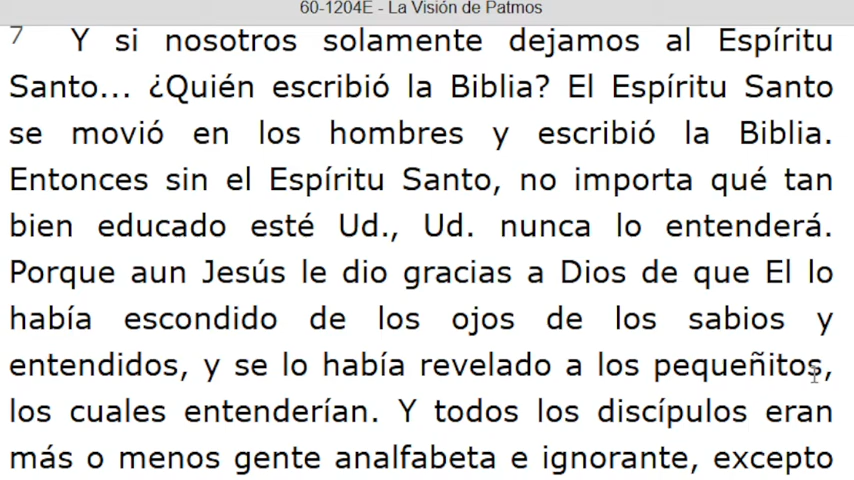 60-1204E - La Visión de Patmos
7 Y si nosotros solamente dejamos al Espíritu
Santo... ¿Quién escribió la Biblia? El Espíritu Santo
se movió en los hombres y escribió la Biblia.
Entonces sin el Espíritu Santo, no importa qué tan
bien educado esté Ud., Ud. nunca lo entenderá.
Porque aun Jesús le dio gracias a Dios de que El lo
había escondido de los ojos de los sabios y
entendidos, y se lo había revelado a los pequeñitos,
los cuales entenderían. Y todos los discípulos eran
más o menos gente analfabeta e ignorante, excepto